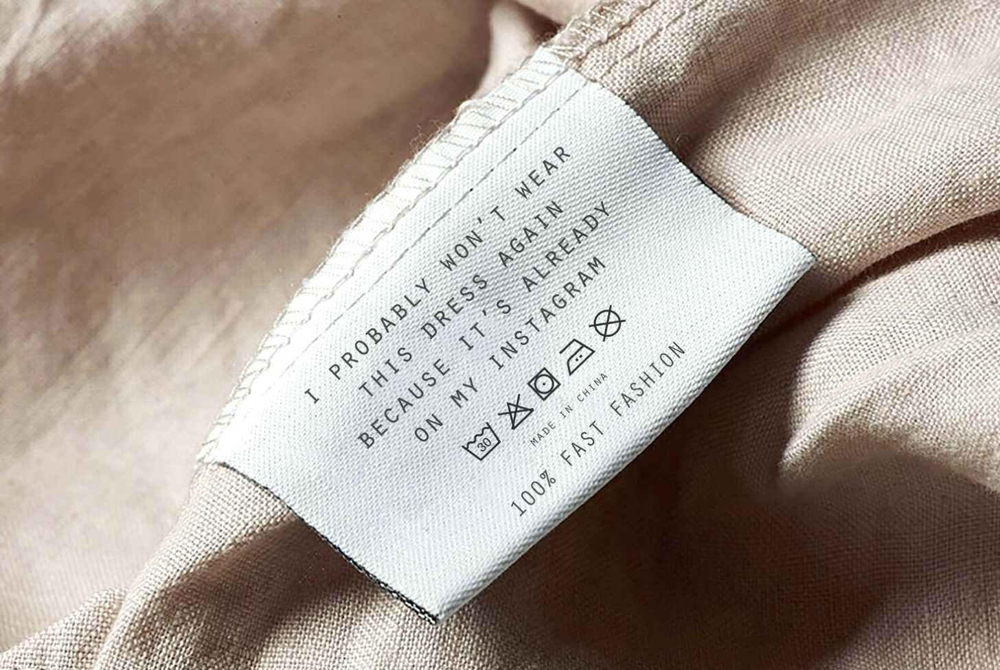 I PROBABLY WON'T WEAR
THIS DRESS AGAIN
BECAUSE IT'S ALREADY
ON MY INSTAGRAM
30
MADE IN CHINA
100% FAST FASHION